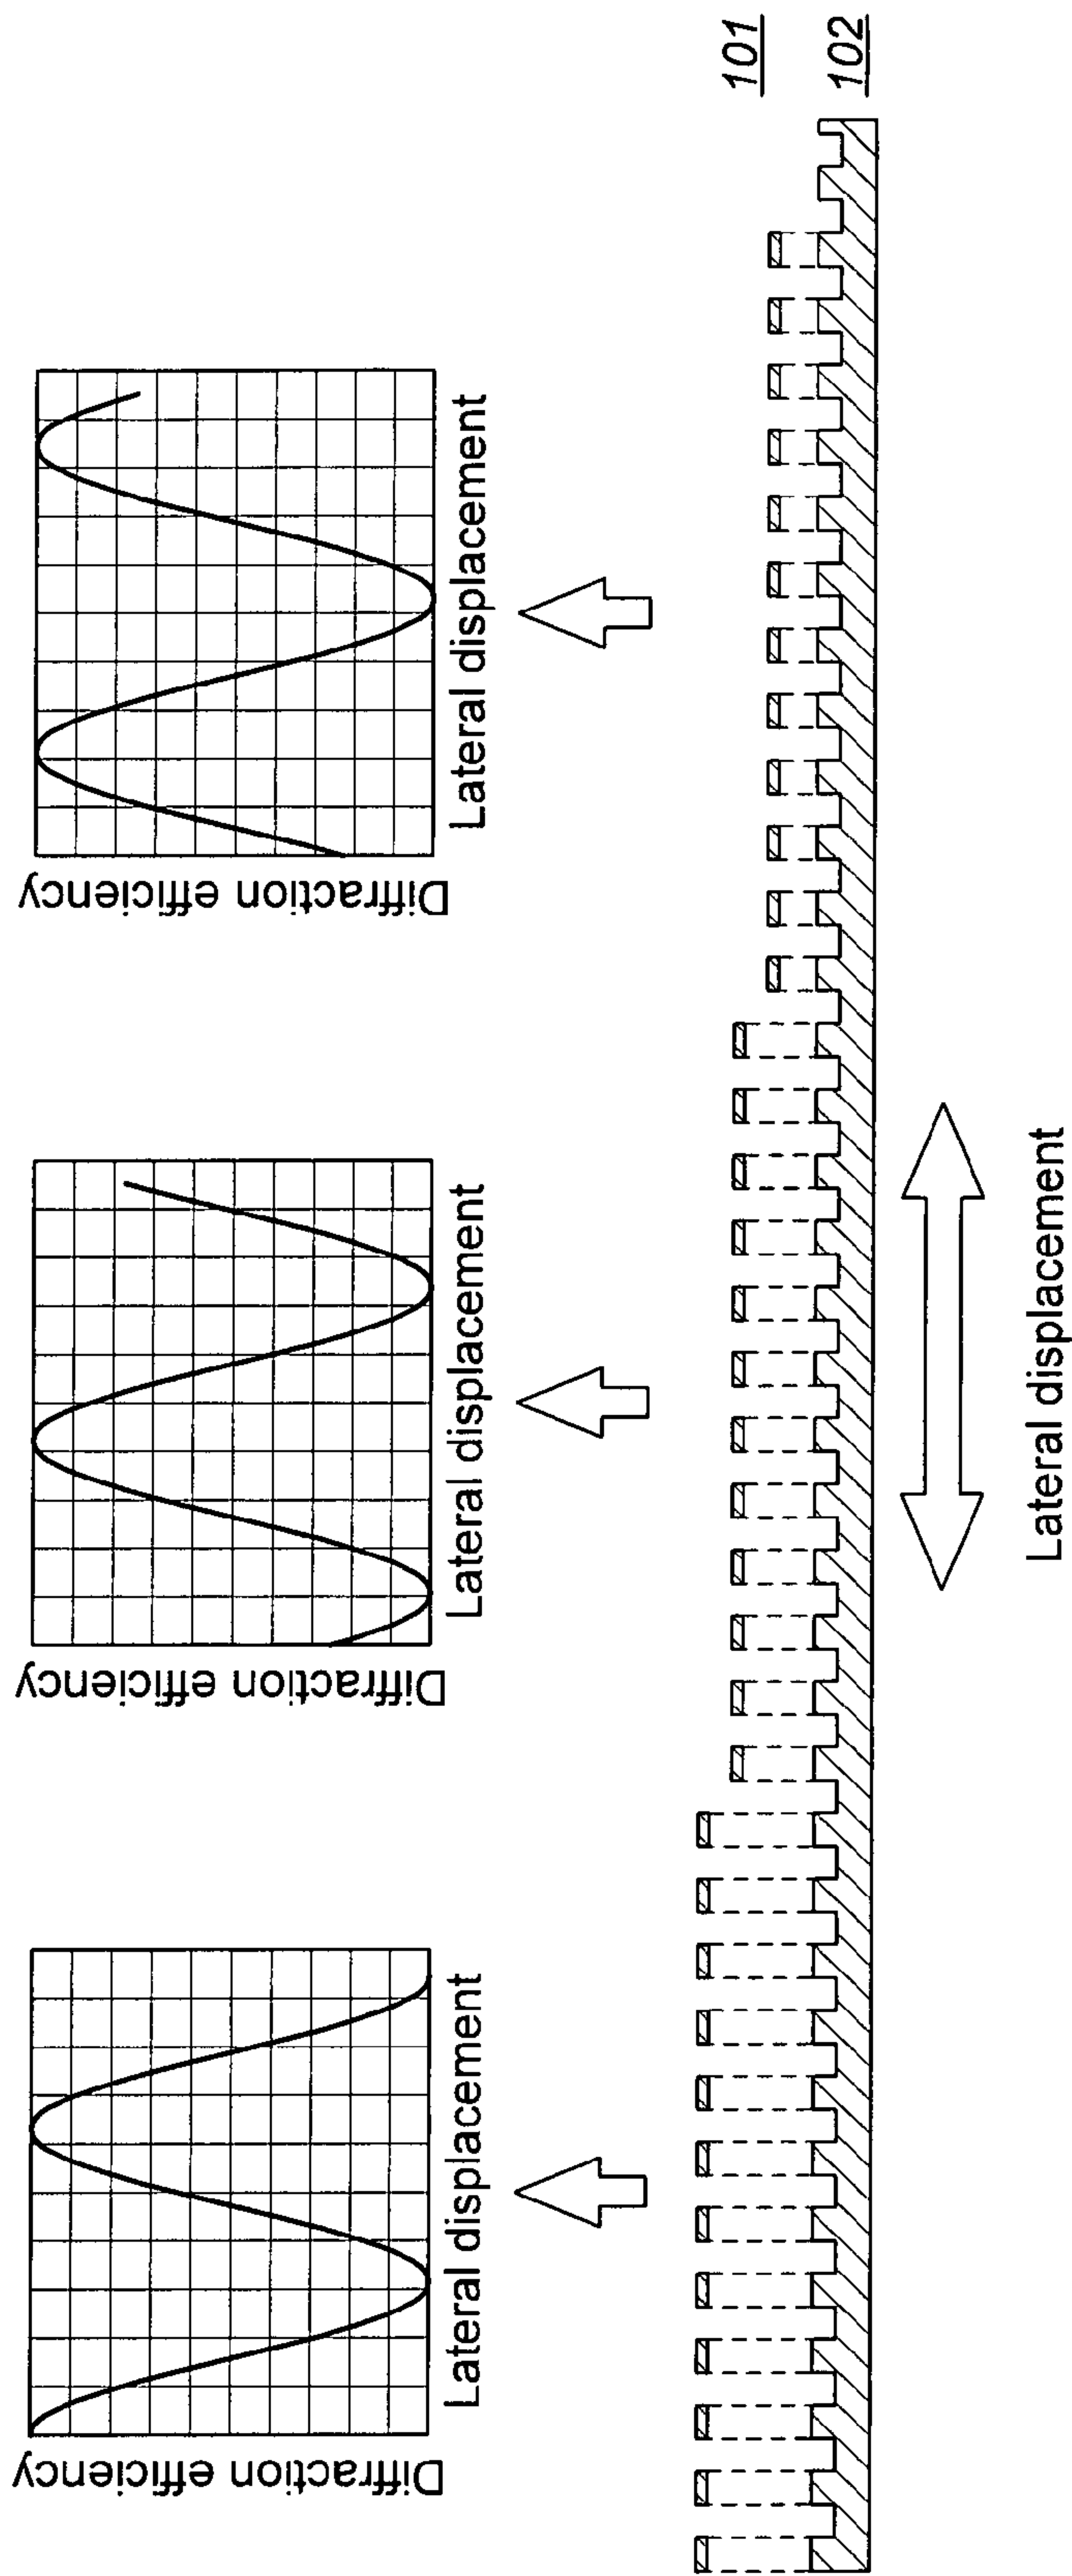 Diffraction efficiency
Lateral displacement
Diffraction efficiency
Lateral displacement
Diffraction efficiency
Lateral displacement
101
102
Lateral displacement